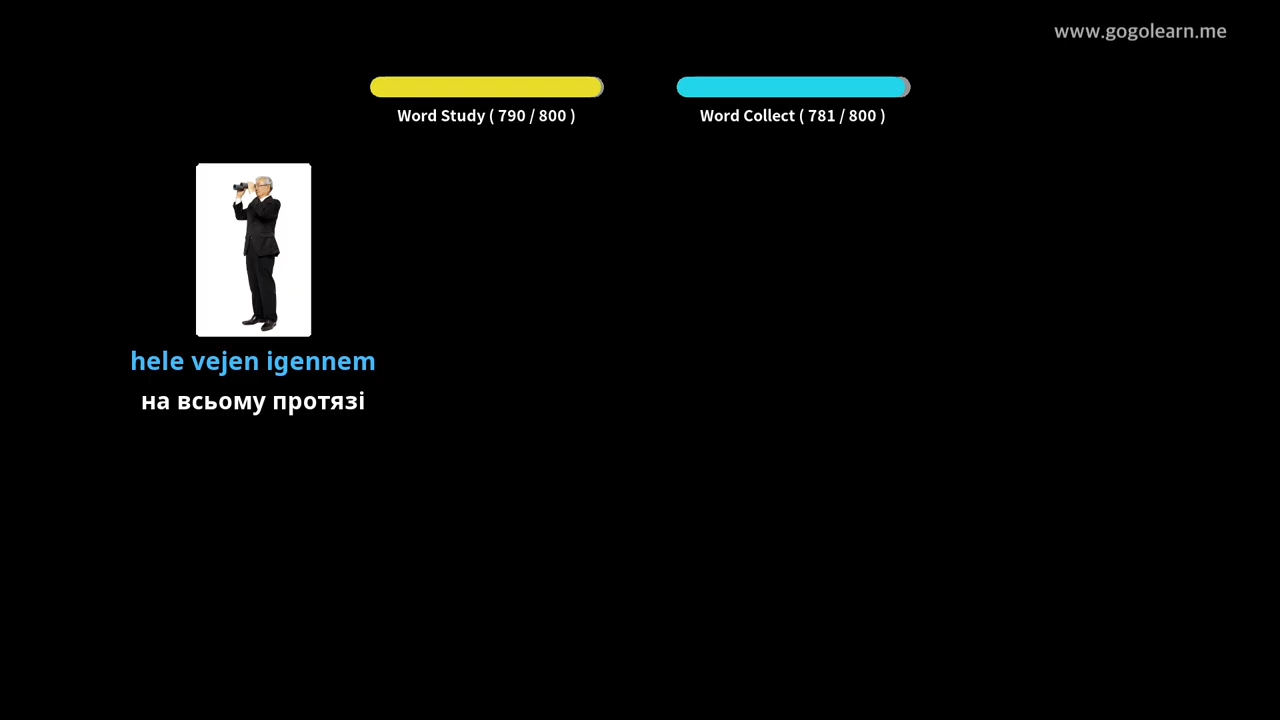 www.gogolearn.me
Word Study ( 790 / 800 )
Word Collect ( 781 / 800 )
hele vejen igennem
на всьому протязі